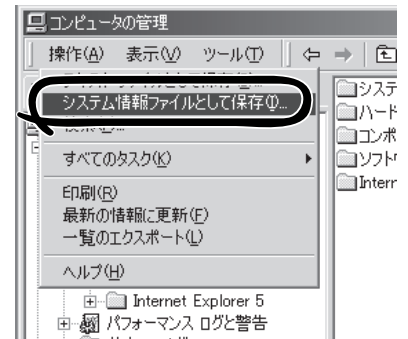 コンピュータの管理
操作(A) 表示(V) ツール(T)
システム情報ファイルとして保存(I)...
すべてのタスク(K)
印刷(R)
最新の情報に更新(F)
一覧のエクスポート(L)
ヘルプ(H)
システ
ハード
コンポ
ソフト
Intern
Internet Explorer 5
パフォーマンス ログと警告